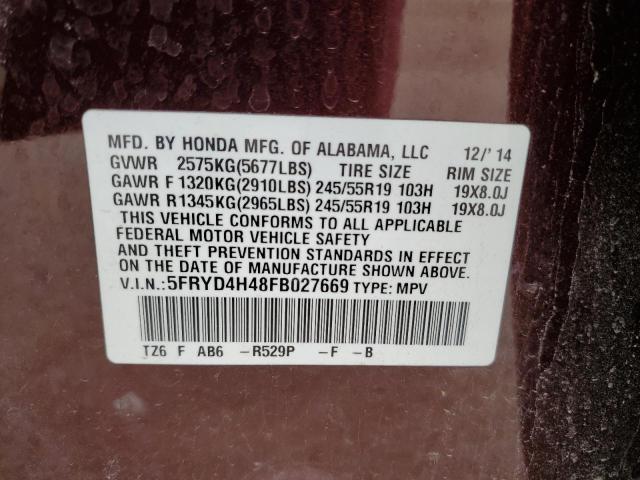 MFD. BY HONDA MFG. OF ALABAMA, LLC 12/'14
GVWR 2575KG(5677LBS) TIRE SIZE RIM SIZE
GAWR F 1320KG(2910LBS) 245/55R19 103H 19X8.0J
GAWR R 1345KG(2965LBS) 245/55R19 103H 19X8.0J
THIS VEHICLE CONFORMS TO ALL APPLICABLE
FEDERAL MOTOR VEHICLE SAFETY
AND THEFT PREVENTION STANDARDS IN EFFECT
ON THE DATE OF MANUFACTURE SHOWN ABOVE.
V.I.N.: 5FRYD4H48FB027669 TYPE: MPV
TZ6 F AB6 -R529P -F -B